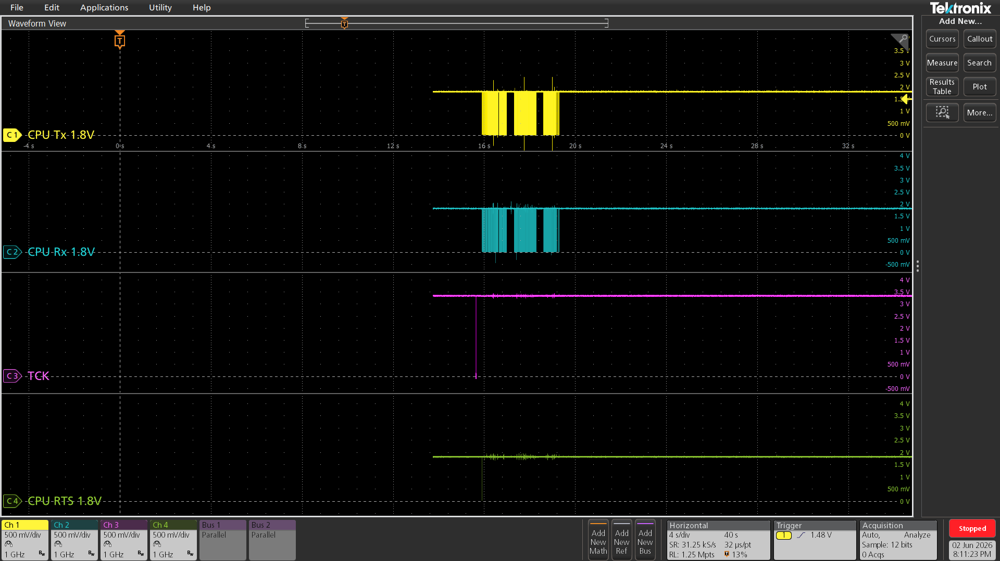 File Edit Applications Utility Help
Tektronix
Waveform View
Add New...
Cursors Callout
Measure Search
Results Table Plot
More...
T
T
3.5 V
3 V
2.5 V
2 V
1 V
500 mV
0 V
C 1 CPU Tx 1.8V
-4 s 0 s 4 s 8 s 12 s 16 s 20 s 24 s 28 s 32 s
4 V
3.5 V
3 V
2.5 V
2 V
1.5 V
1 V
500 mV
0 V
-500 mV
C 2 CPU Rx 1.8V
4 V
3.5 V
3 V
2.5 V
2 V
1.5 V
1 V
500 mV
0 V
-500 mV
C 3 TCK
4 V
3.5 V
3 V
2.5 V
2 V
1.5 V
1 V
500 mV
0 V
C 4 CPU RTS 1.8V
Ch 1
500 mV/div
1 GHz Bw
Ch 2
500 mV/div
1 GHz Bw
Ch 3
500 mV/div
1 GHz Bw
Ch 4
500 mV/div
1 GHz Bw
Bus 1
Parallel
Bus 2
Parallel
Add New Math
Add New Ref
Add New Bus
Horizontal
4 s/div 40 s
SR: 31.25 kS/s 32 µs/pt
RL: 1.25 Mpts T 13%
Trigger
1 1.48 V
Acquisition
Auto, Analyze
Sample: 12 bits
0 Acqs
Stopped
02 Jun 2026
8:11:23 PM